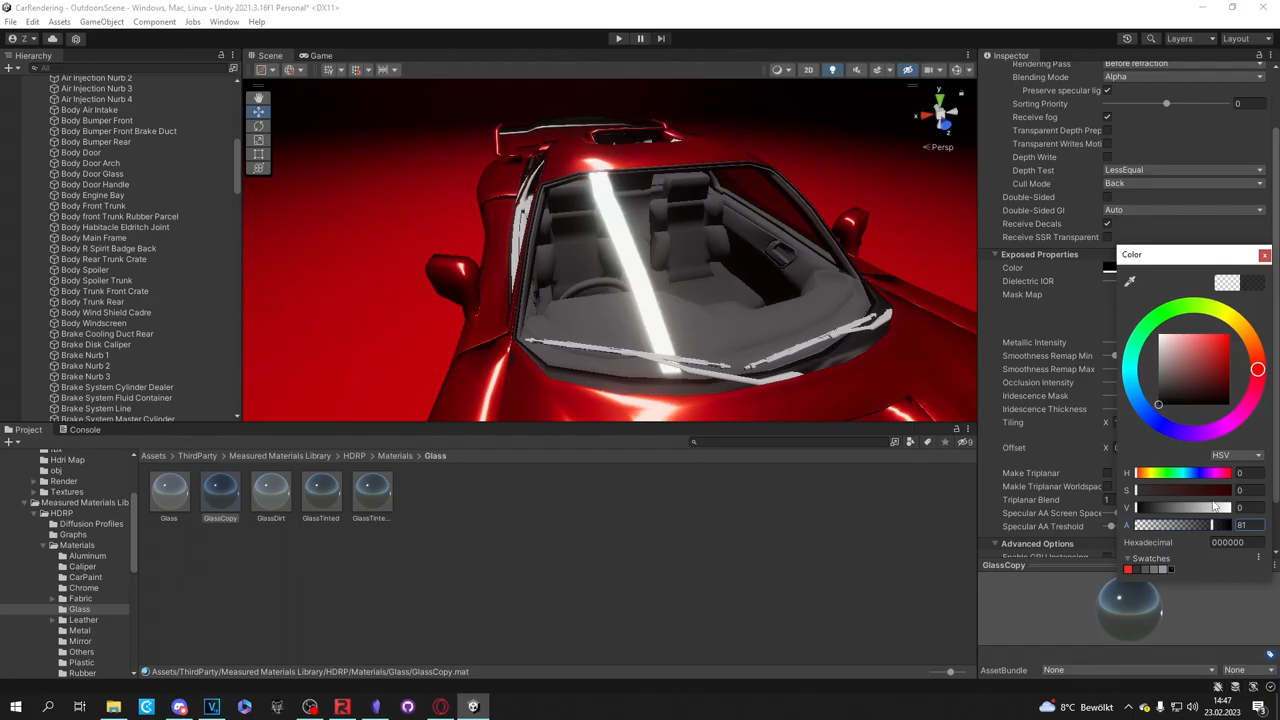 CarRendering - OutdoorsScene - Windows, Mac, Linux - Unity 2021.3.16f1 Personal* <DX11>
File Edit Assets GameObject Component Jobs Window Help
Z
Layers Layout
Hierarchy
All
Air Injection Nurb 2
Air Injection Nurb 3
Air Injection Nurb 4
Body Air Intake
Body Bumper Front
Body Bumper Front Brake Duct
Body Bumper Rear
Body Door
Body Door Arch
Body Door Glass
Body Door Handle
Body Engine Bay
Body Front Trunk
Body front Trunk Rubber Parcel
Body Habitacle Eldritch Joint
Body Main Frame
Body R Spirit Badge Back
Body Rear Trunk Crate
Body Spoiler
Body Spoiler Trunk
Body Trunk Front Crate
Body Trunk Rear
Body Wind Shield Cadre
Body Windscreen
Brake Cooling Duct Rear
Brake Disk Caliper
Brake Nurb 1
Brake Nurb 2
Brake Nurb 3
Brake System Cylinder Dealer
Brake System Fluid Container
Brake System Line
Brake System Master Cylinder
Scene Game
2D
y
x
z
Persp
Inspector
Rendering Pass Before refraction
Blending Mode Alpha
Preserve specular lig
Sorting Priority 0
Receive fog
Transparent Depth Prep
Transparent Writes Moti
Depth Write
Depth Test LessEqual
Cull Mode Back
Double-Sided
Double-Sided GI Auto
Receive Decals
Receive SSR Transparent
Exposed Properties
Color
Dielectric IOR
Mask Map
Metallic Intensity
Smoothness Remap Min
Smoothness Remap Max
Occlusion Intensity
Iridescence Mask
Iridescence Thickness
Tiling X
Offset X
Make Triplanar
Make Triplanar Worldspac
Triplanar Blend 1
Specular AA Screen Space
Specular AA Treshold
Advanced Options
GlassCopy
AssetBundle None None
Color
x
HSV
H 0
S 0
V 0
A 81
Hexadecimal 000000
Swatches
Project Console
9
Hdri Map
obj
Render
Textures
Measured Materials Lib
HDRP
Diffusion Profiles
Graphs
Materials
Aluminum
Caliper
CarPaint
Chrome
Fabric
Glass
Leather
Metal
Mirror
Others
Plastic
Rubber
Assets > ThirdParty > Measured Materials Library > HDRP > Materials > Glass
Glass GlassCopy GlassDirt GlassTinted GlassTinte...
Assets/ThirdParty/Measured Materials Library/HDRP/Materials/Glass/GlassCopy.mat
8°C Bewölkt
14:47
23.02.2023